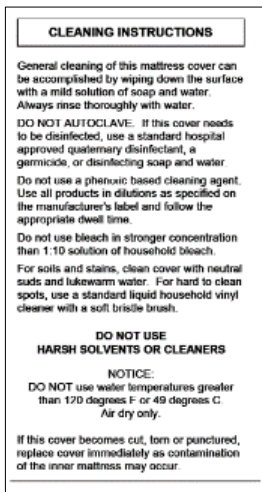 CLEANING INSTRUCTIONS
General cleaning of this mattress cover can
be accomplished by wiping down the surface
with a mild solution of soap and water.
Always rinse thoroughly with water.
DO NOT AUTOCLAVE. If this cover needs
to be disinfected, use a standard hospital
approved quaternary disinfectant, a
germicide, or disinfecting soap and water.
Do not use a phenolic based cleaning agent.
Use all products in dilutions as specified on
the manufacturer's label and follow the
appropriate dwell time.
Do not use bleach in stronger concentration
than 1:10 solution of household bleach.
For soils and stains, clean cover with neutral
suds and lukewarm water. For hard to clean
spots, use a standard liquid household vinyl
cleaner with a soft bristle brush.
DO NOT USE
HARSH SOLVENTS OR CLEANERS
NOTICE:
DO NOT use water temperatures greater
than 120 degrees F or 49 degrees C.
Air dry only.
If this cover becomes cut, torn or punctured,
replace cover immediately as contamination
of the inner mattress may occur.